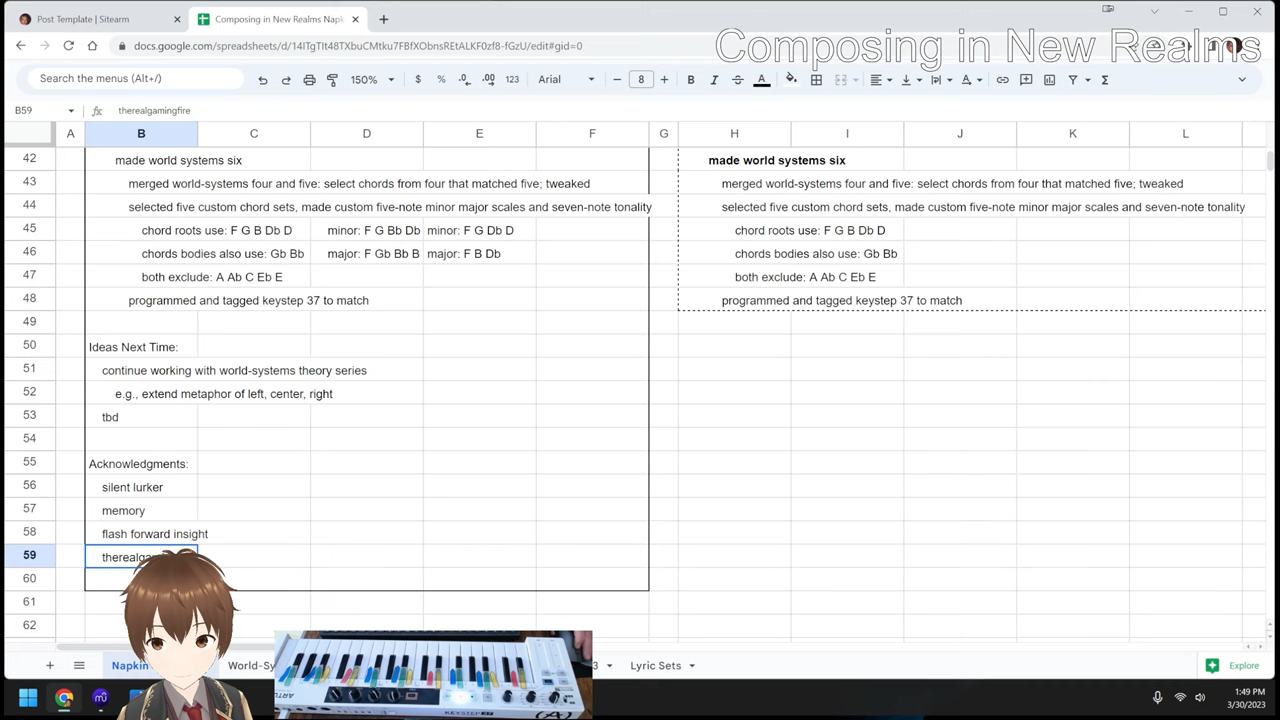 Post Template | Sitearm
Composing in New Realms Napk
docs.google.com/spreadsheets/d/14ITgTIt48TXbuCMtku7FBfXObnsREtALKF0zf8-fGzU/edit#gid=0
Composing in New Realms
Search the menus (Alt+/)
150%
$ % .0 .00 123
Arial
8
B I A
B59
fx therealgamingfire
A B C D E F G H I J K L
42 made world systems six made world systems six
43 merged world-systems four and five: select chords from four that matched five; tweaked merged world-systems four and five: select chords from four that matched five; tweaked
44 selected five custom chord sets, made custom five-note minor major scales and seven-note tonality selected five custom chord sets, made custom five-note minor major scales and seven-note tonality
45 chord roots use: F G B Db D minor: F G Bb Db minor: F G Db D chord roots use: F G B Db D
46 chords bodies also use: Gb Bb major: F Gb Bb B major: F B Db chords bodies also use: Gb Bb
47 both exclude: A Ab C Eb E both exclude: A Ab C Eb E
48 programmed and tagged keystep 37 to match programmed and tagged keystep 37 to match
49
50 Ideas Next Time:
51 continue working with world-systems theory series
52 e.g., extend metaphor of left, center, right
53 tbd
54
55 Acknowledgments:
56 silent lurker
57 memory
58 flash forward insight
59 therealga
60
61
62
Napkin World-Sy 3 Lyric Sets Explore
KEYSTEP
1:49 PM
3/30/2023